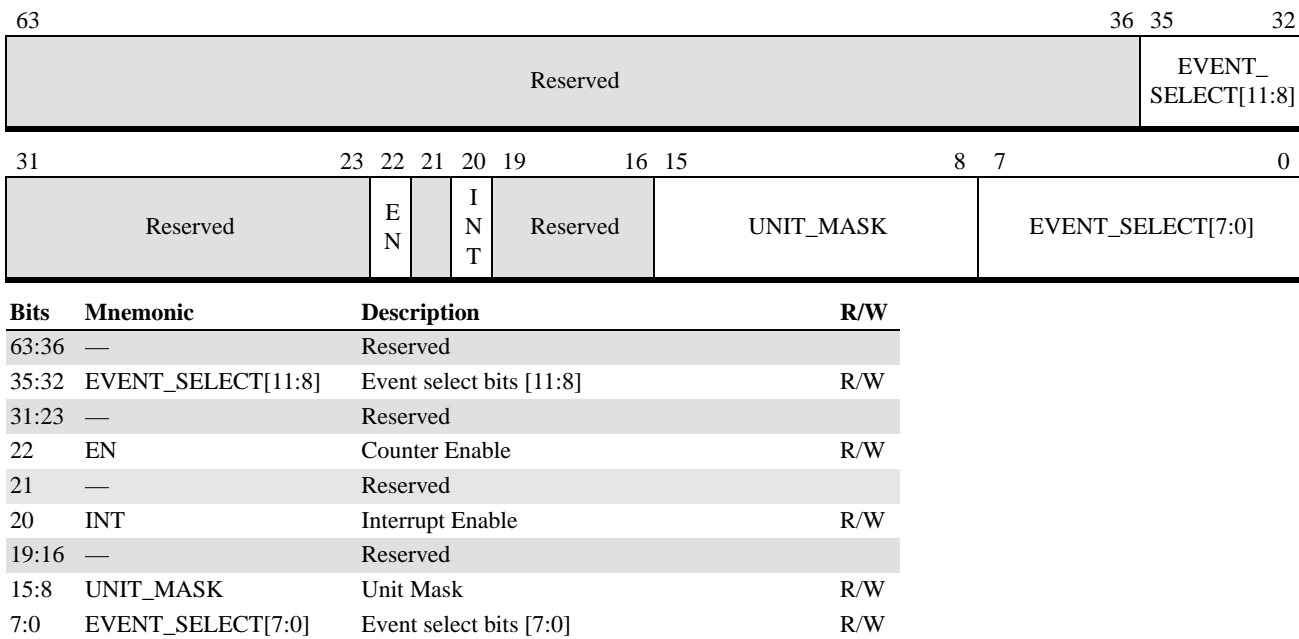 63 36 35 32
Reserved
EVENT_
SELECT[11:8]
31 23 22 21 20 19 16 15 8 7 0
Reserved
E
N
I
N
T
Reserved
UNIT_MASK
EVENT_SELECT[7:0]
Bits Mnemonic Description R/W
63:36 — Reserved
35:32 EVENT_SELECT[11:8] Event select bits [11:8] R/W
31:23 — Reserved
22 EN Counter Enable R/W
21 — Reserved
20 INT Interrupt Enable R/W
19:16 — Reserved
15:8 UNIT_MASK Unit Mask R/W
7:0 EVENT_SELECT[7:0] Event select bits [7:0] R/W